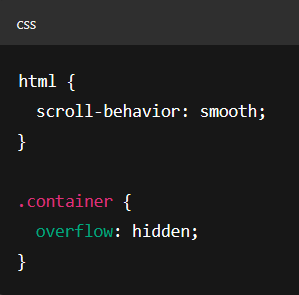 css
html {
  scroll-behavior: smooth;
}

.container {
  overflow: hidden;
}